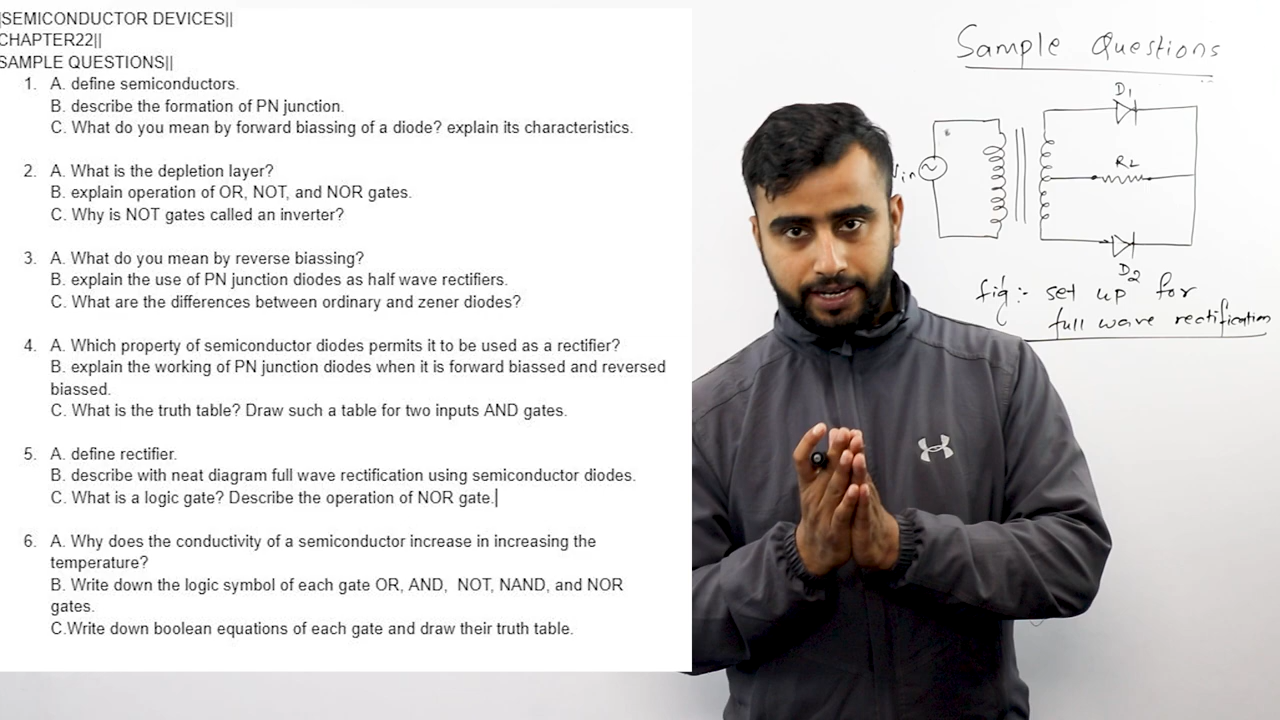 |SEMICONDUCTOR DEVICES||
CHAPTER22||
SAMPLE QUESTIONS||
1. A. define semiconductors.
B. describe the formation of PN junction.
C. What do you mean by forward biassing of a diode? explain its characteristics.
2. A. What is the depletion layer?
B. explain operation of OR, NOT, and NOR gates.
C. Why is NOT gates called an inverter?
3. A. What do you mean by reverse biassing?
B. explain the use of PN junction diodes as half wave rectifiers.
C. What are the differences between ordinary and zener diodes?
4. A. Which property of semiconductor diodes permits it to be used as a rectifier?
B. explain the working of PN junction diodes when it is forward biassed and reversed
biassed.
C. What is the truth table? Draw such a table for two inputs AND gates.
5. A. define rectifier.
B. describe with neat diagram full wave rectification using semiconductor diodes.
C. What is a logic gate? Describe the operation of NOR gate.
6. A. Why does the conductivity of a semiconductor increase in increasing the
temperature?
B. Write down the logic symbol of each gate OR, AND,  NOT, NAND, and NOR
gates.
C.Write down boolean equations of each gate and draw their truth table.
Sample Questions
D1
Vin
RL
D2
fig:- set up for
full wave rectification